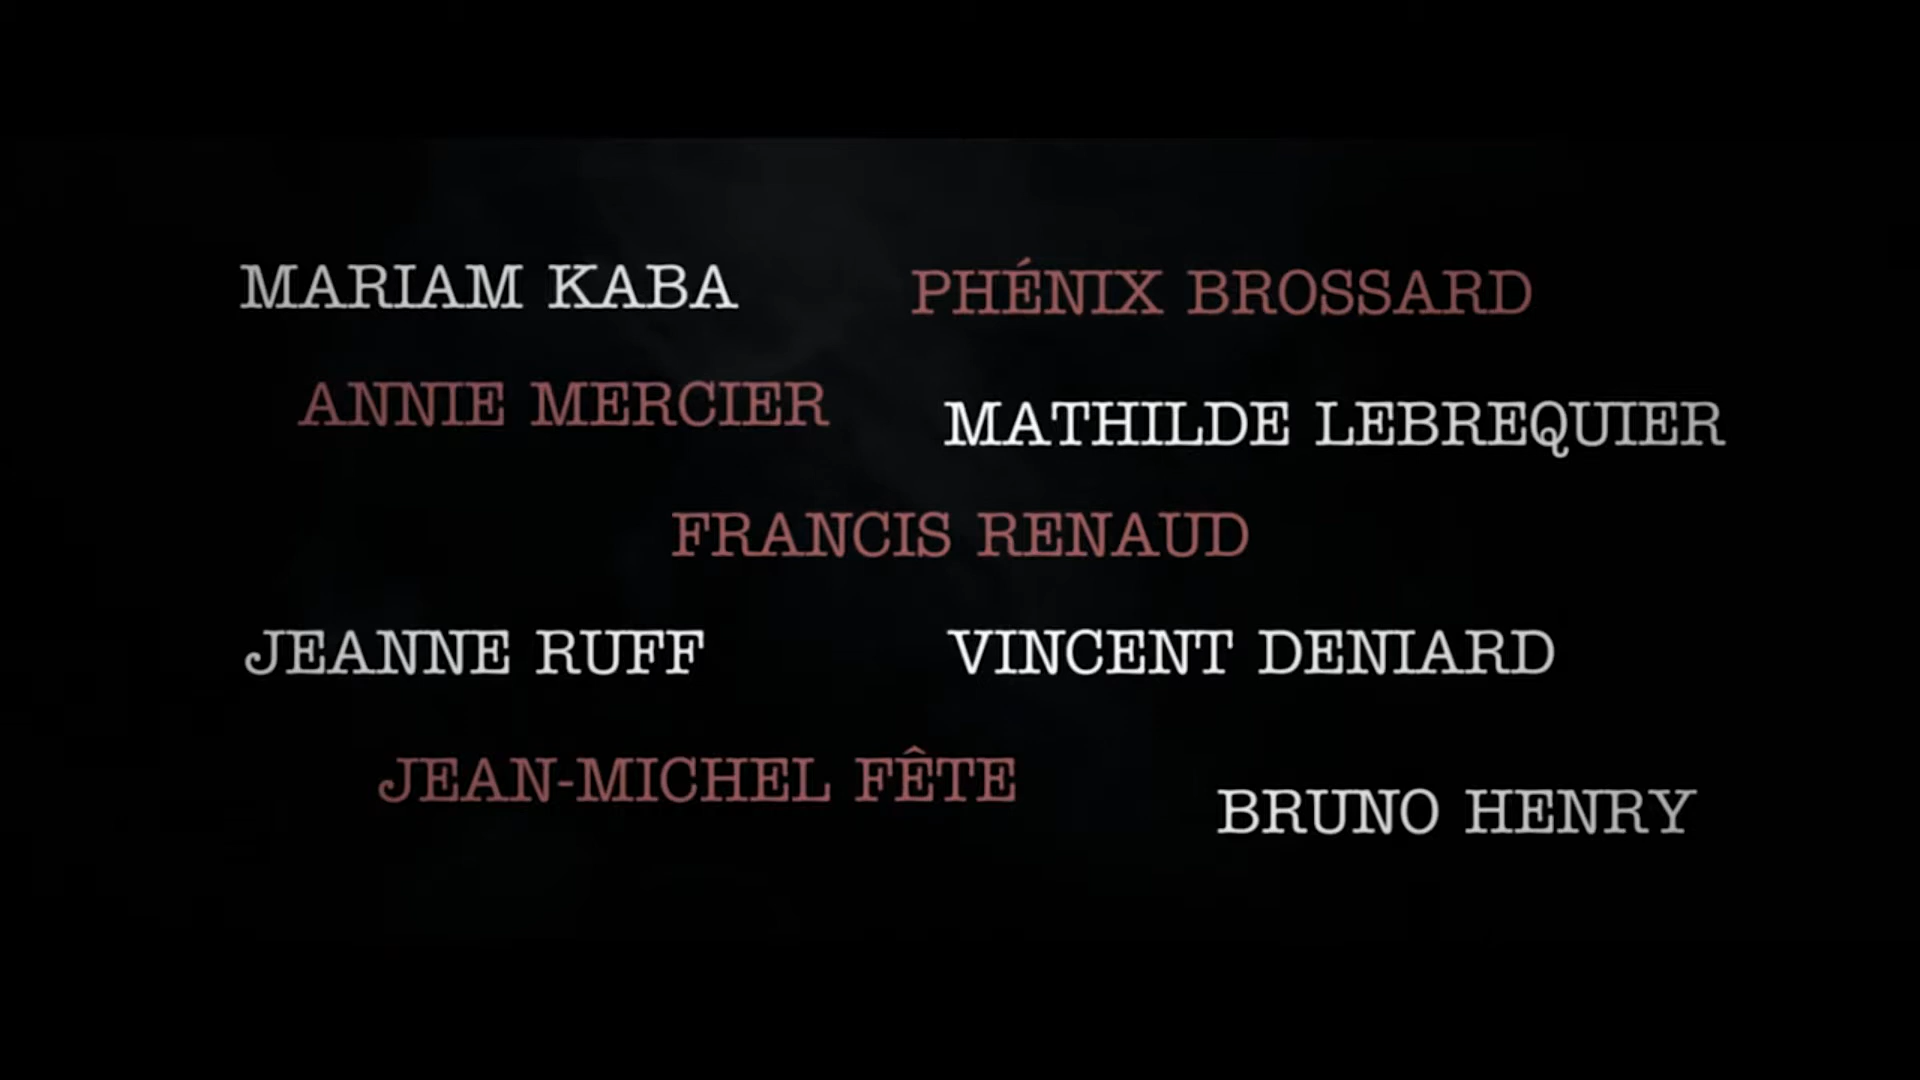 MARIAM KABA
PHÉNIX BROSSARD
ANNIE MERCIER
MATHILDE LEBREQUIER
FRANCIS RENAUD
JEANNE RUFF
VINCENT DENIARD
JEAN-MICHEL FÊTE
BRUNO HENRY